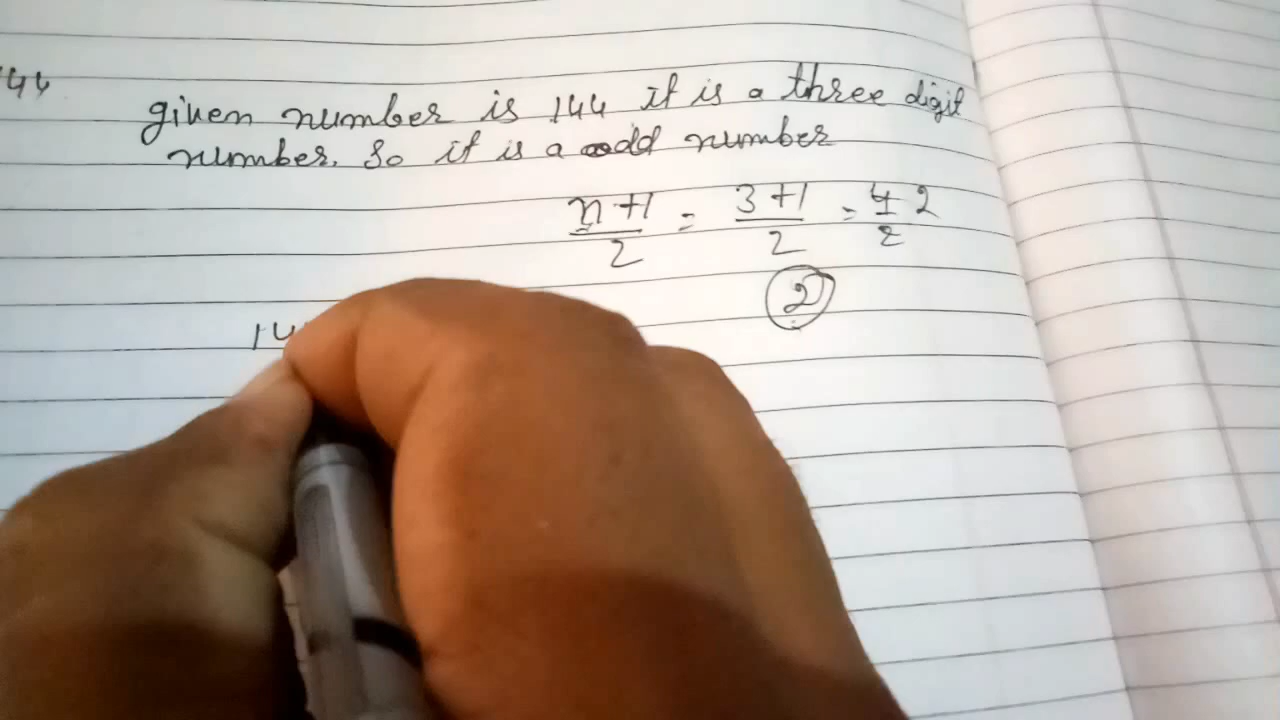 144
given number is 144 it is a three digit
number. So it is a odd number
n+1/2 = 3+1/2 = 4/2 2
2
14